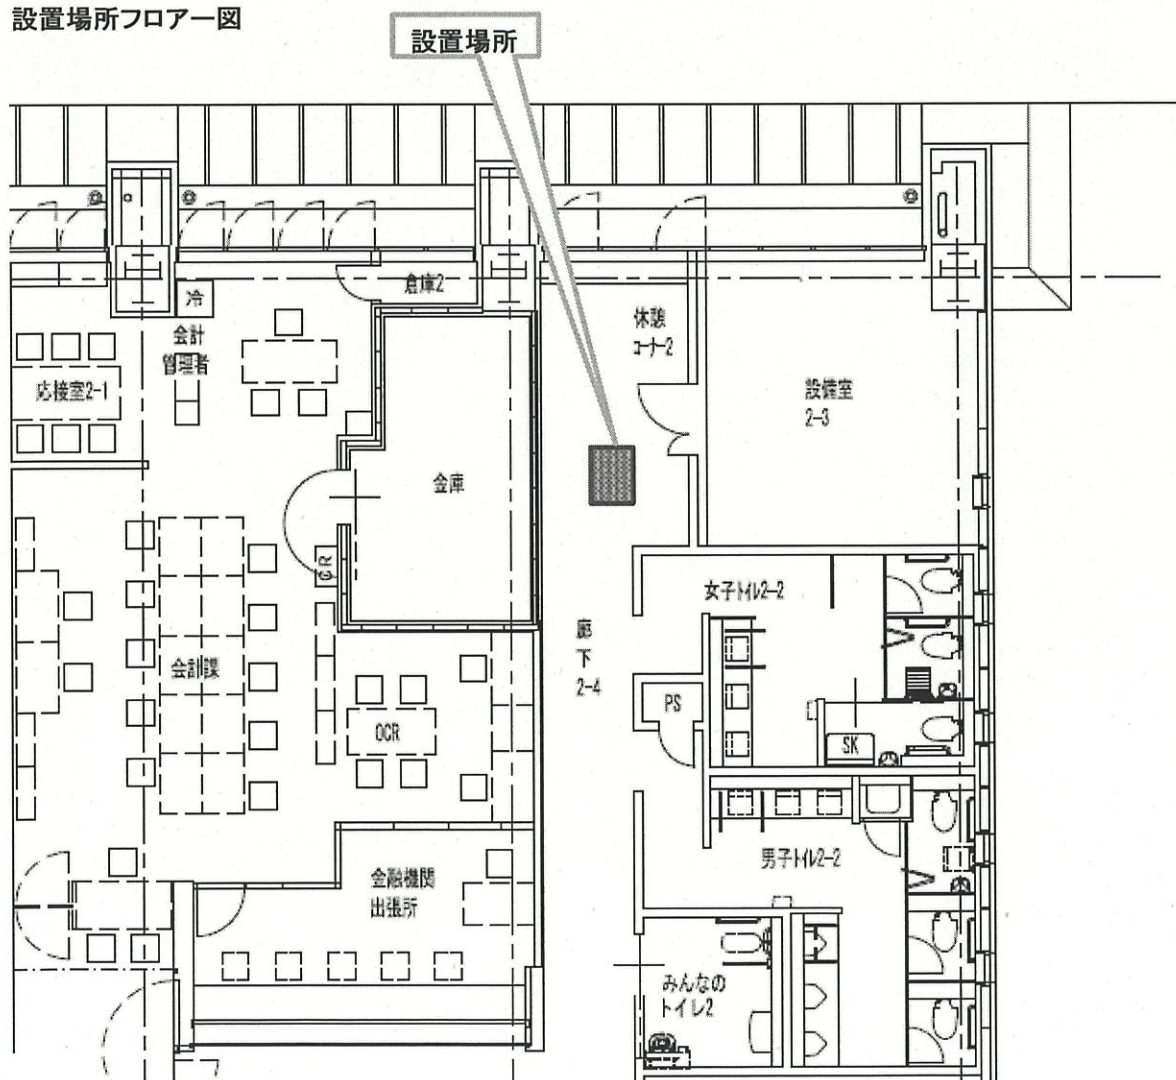 設置場所フロアー図
設置場所
倉庫2
冷
会計
管理者
休憩
コーナー2
応接室2-1
設備室
2-3
金庫
CR
女子トイレ2-2
廊
下
2-4
会計課
PS
OCR
SK
男子トイレ2-2
金融機関
出張所
みんなの
トイレ2